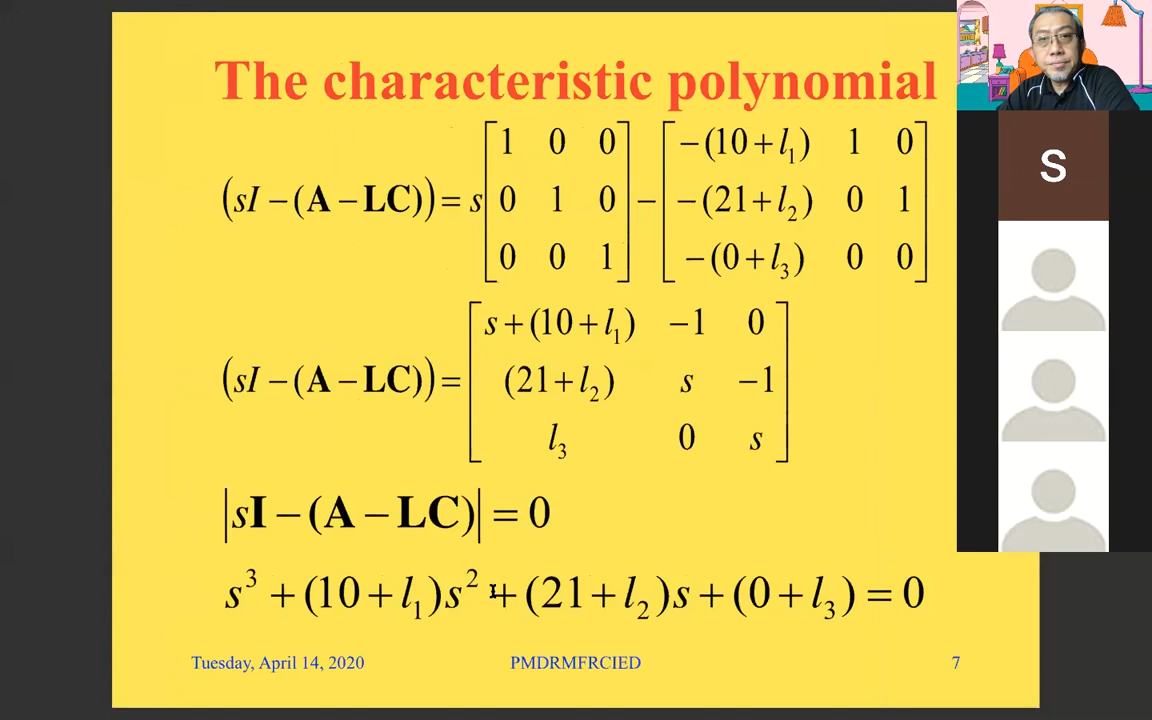 The characteristic polynomial
(sI − (A − LC)) = s [1 0 0; 0 1 0; 0 0 1] − [−(10 + l₁) 1 0; −(21 + l₂) 0 1; −(0 + l₃) 0 0]
(sI − (A − LC)) = [s + (10 + l₁) −1 0; (21 + l₂) s −1; l₃ 0 s]
|sI − (A − LC)| = 0
s³ + (10 + l₁)s² + (21 + l₂)s + (0 + l₃) = 0
Tuesday, April 14, 2020 PMDRMFRCIED 7
S